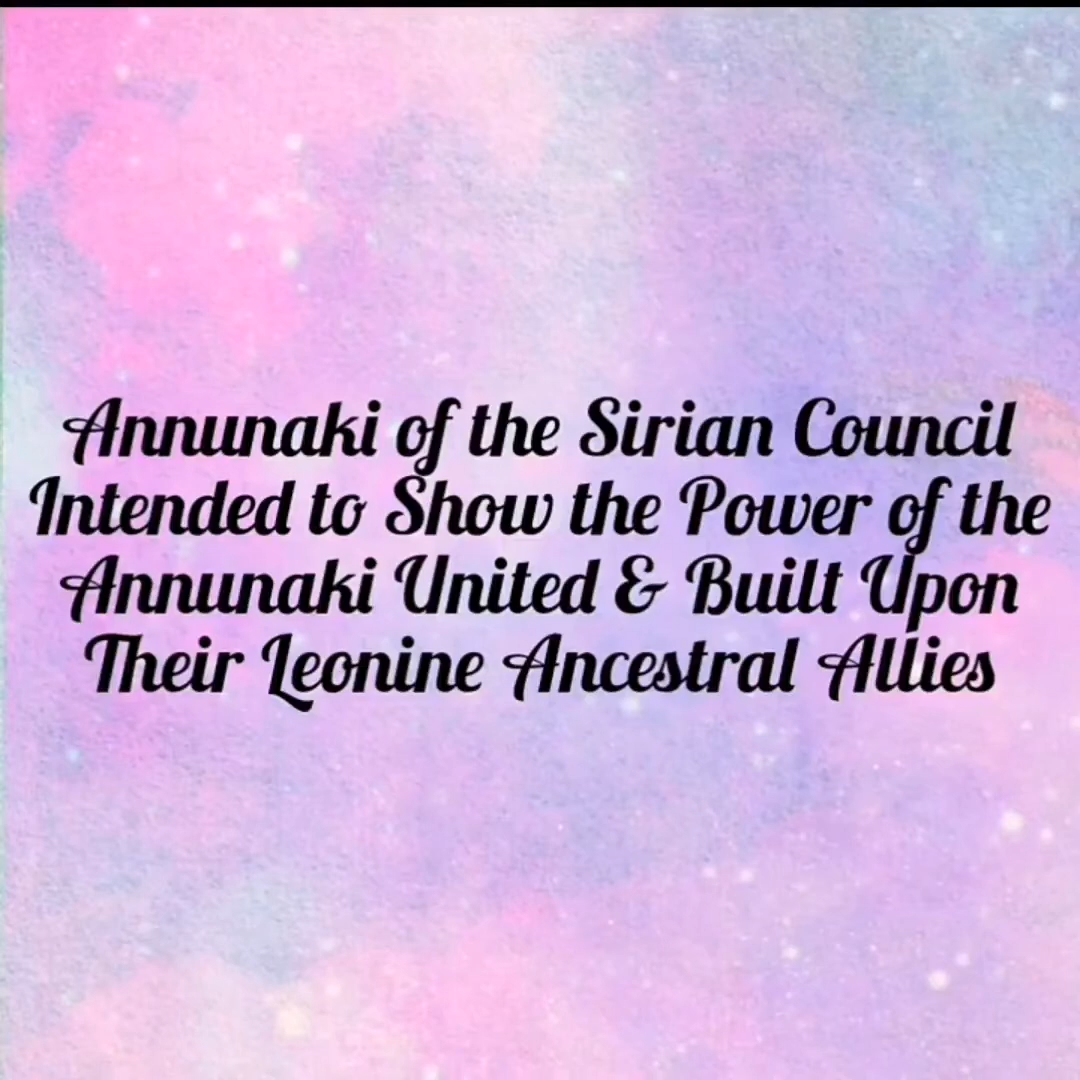 Annunaki of the Sirian Council
Intended to Show the Power of the
Annunaki United & Built Upon
Their Leonine Ancestral Allies